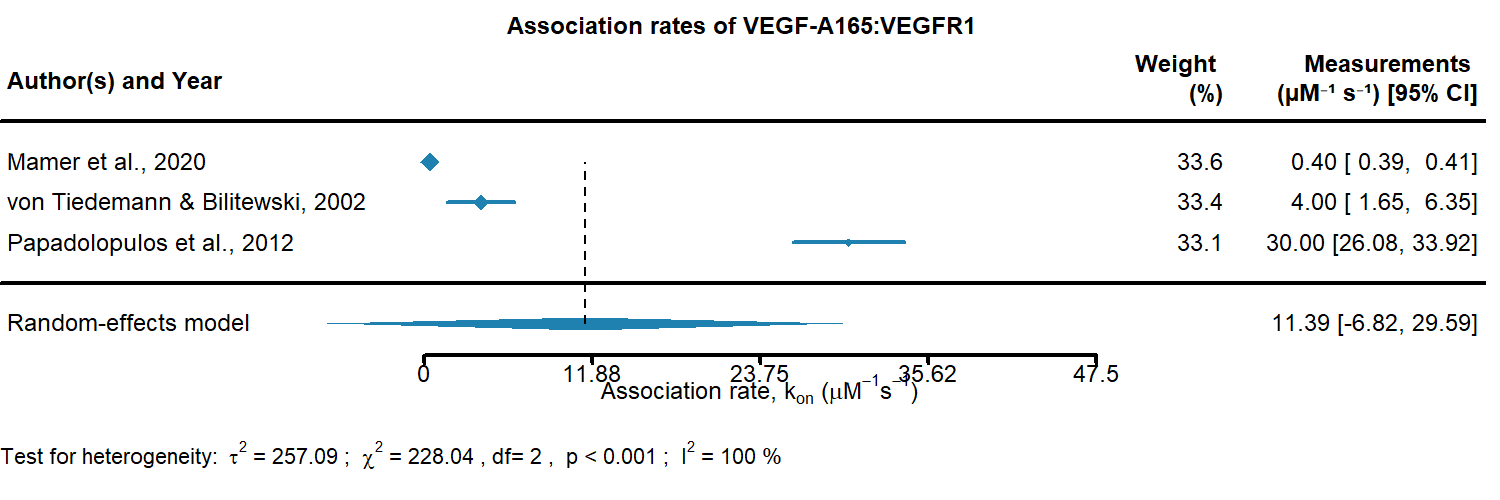 Association rates of VEGF-A165:VEGFR1
Author(s) and Year Weight (%) Measurements (µM⁻¹ s⁻¹) [95% CI]
Mamer et al., 2020 33.6 0.40 [ 0.39, 0.41]
von Tiedemann & Bilitewski, 2002 33.4 4.00 [ 1.65, 6.35]
Papadolopulos et al., 2012 33.1 30.00 [26.08, 33.92]
Random-effects model 11.39 [-6.82, 29.59]
0 11.88 23.75 35.62 47.5
Association rate, kon (µM⁻¹s⁻¹)
Test for heterogeneity: τ² = 257.09 ; χ² = 228.04 , df= 2 , p < 0.001 ; I² = 100 %